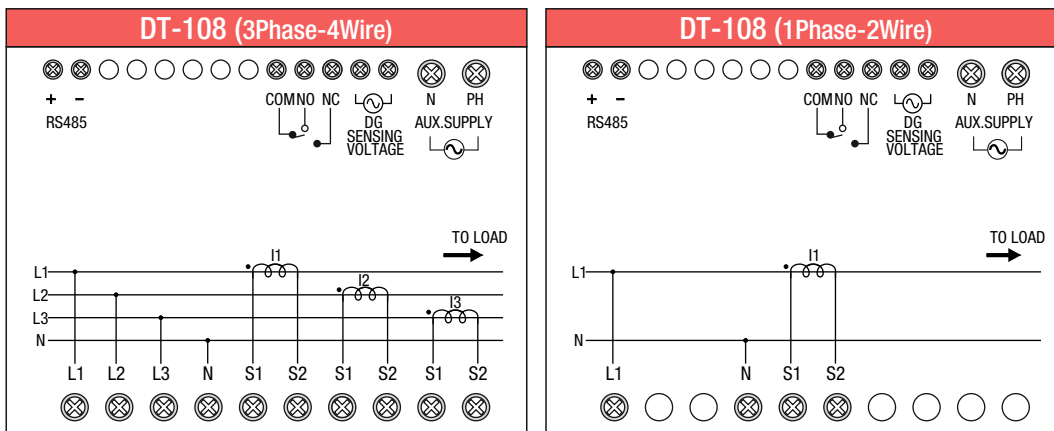 DT-108 (3Phase-4Wire)
+ −
RS485
COM NO NC
DG
SENSING
VOLTAGE
N PH
AUX.SUPPLY
TO LOAD
I1
I2
I3
L1
L2
L3
N
L1 L2 L3 N S1 S2 S1 S2 S1 S2
DT-108 (1Phase-2Wire)
+ −
RS485
COM NO NC
DG
SENSING
VOLTAGE
N PH
AUX.SUPPLY
TO LOAD
I1
L1
N
L1 N S1 S2